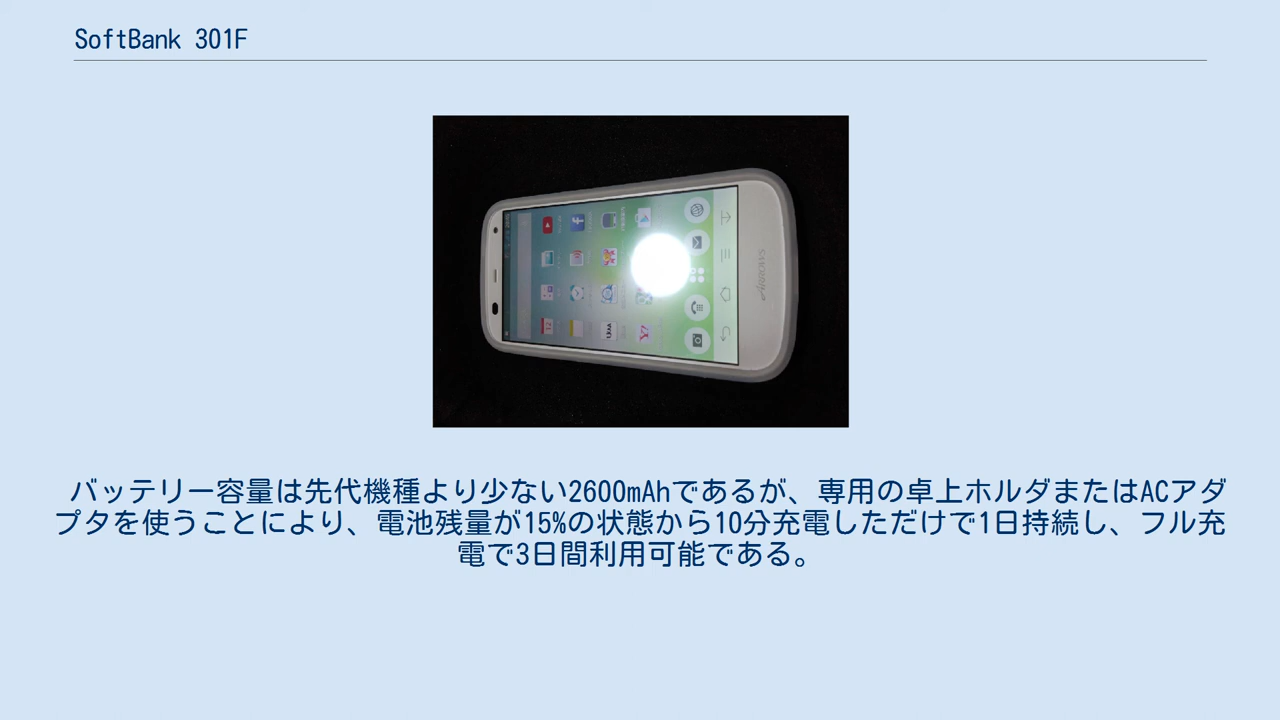 SoftBank 301F
ARROWS
バッテリー容量は先代機種より少ない2600mAhであるが、専用の卓上ホルダまたはACアダ
プタを使うことにより、電池残量が15%の状態から10分充電しただけで1日持続し、フル充
電で3日間利用可能である。